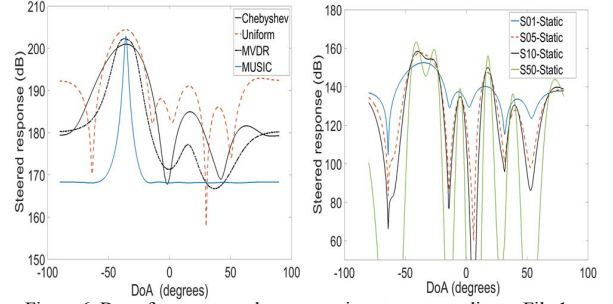 210
200
190
180
170
160
150
-100
-50
0
50
100
Steered response (dB)
DoA (degrees)
Chebyshev
Uniform
MVDR
MUSIC
180
160
140
120
100
80
60
-100
-50
0
50
100
Steered response (dB)
DoA (degrees)
S01-Static
S05-Static
S10-Static
S50-Static